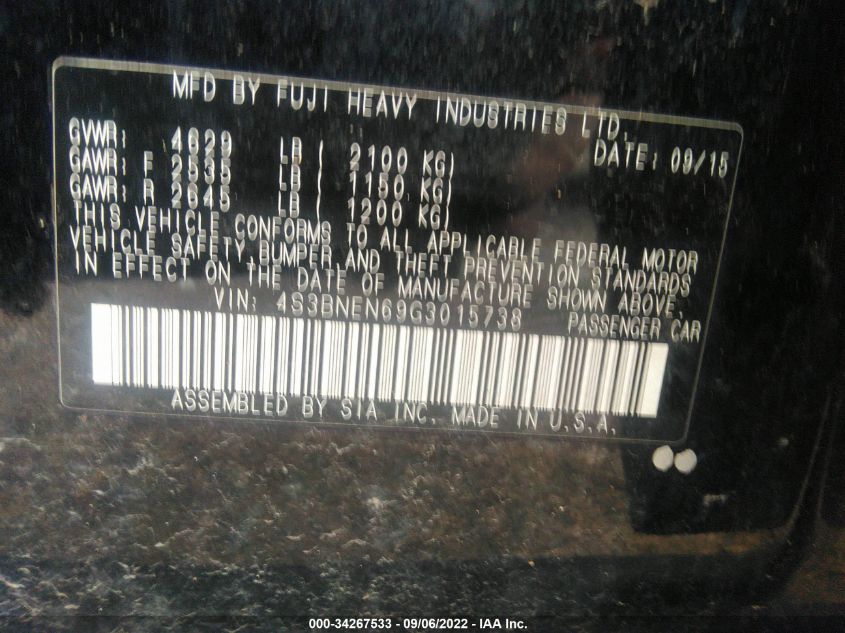 MFD BY FUJI HEAVY INDUSTRIES LTD.
GVWR: 4629 LB ( 2100 KG) DATE: 09/15
GAWR: F 2535 LB ( 1150 KG)
GAWR: R 2645 LB ( 1200 KG)
THIS VEHICLE CONFORMS TO ALL APPLICABLE FEDERAL MOTOR
VEHICLE SAFETY, BUMPER AND THEFT PREVENTION STANDARDS
IN EFFECT ON the DATE OF MANUFACTURE SHOWN ABOVE.
VIN: 4S3BNEN69G3015738 PASSENGER CAR
ASSEMBLED BY SIA INC. MADE IN U.S.A.
000-34267533 - 09/06/2022 - IAA Inc.